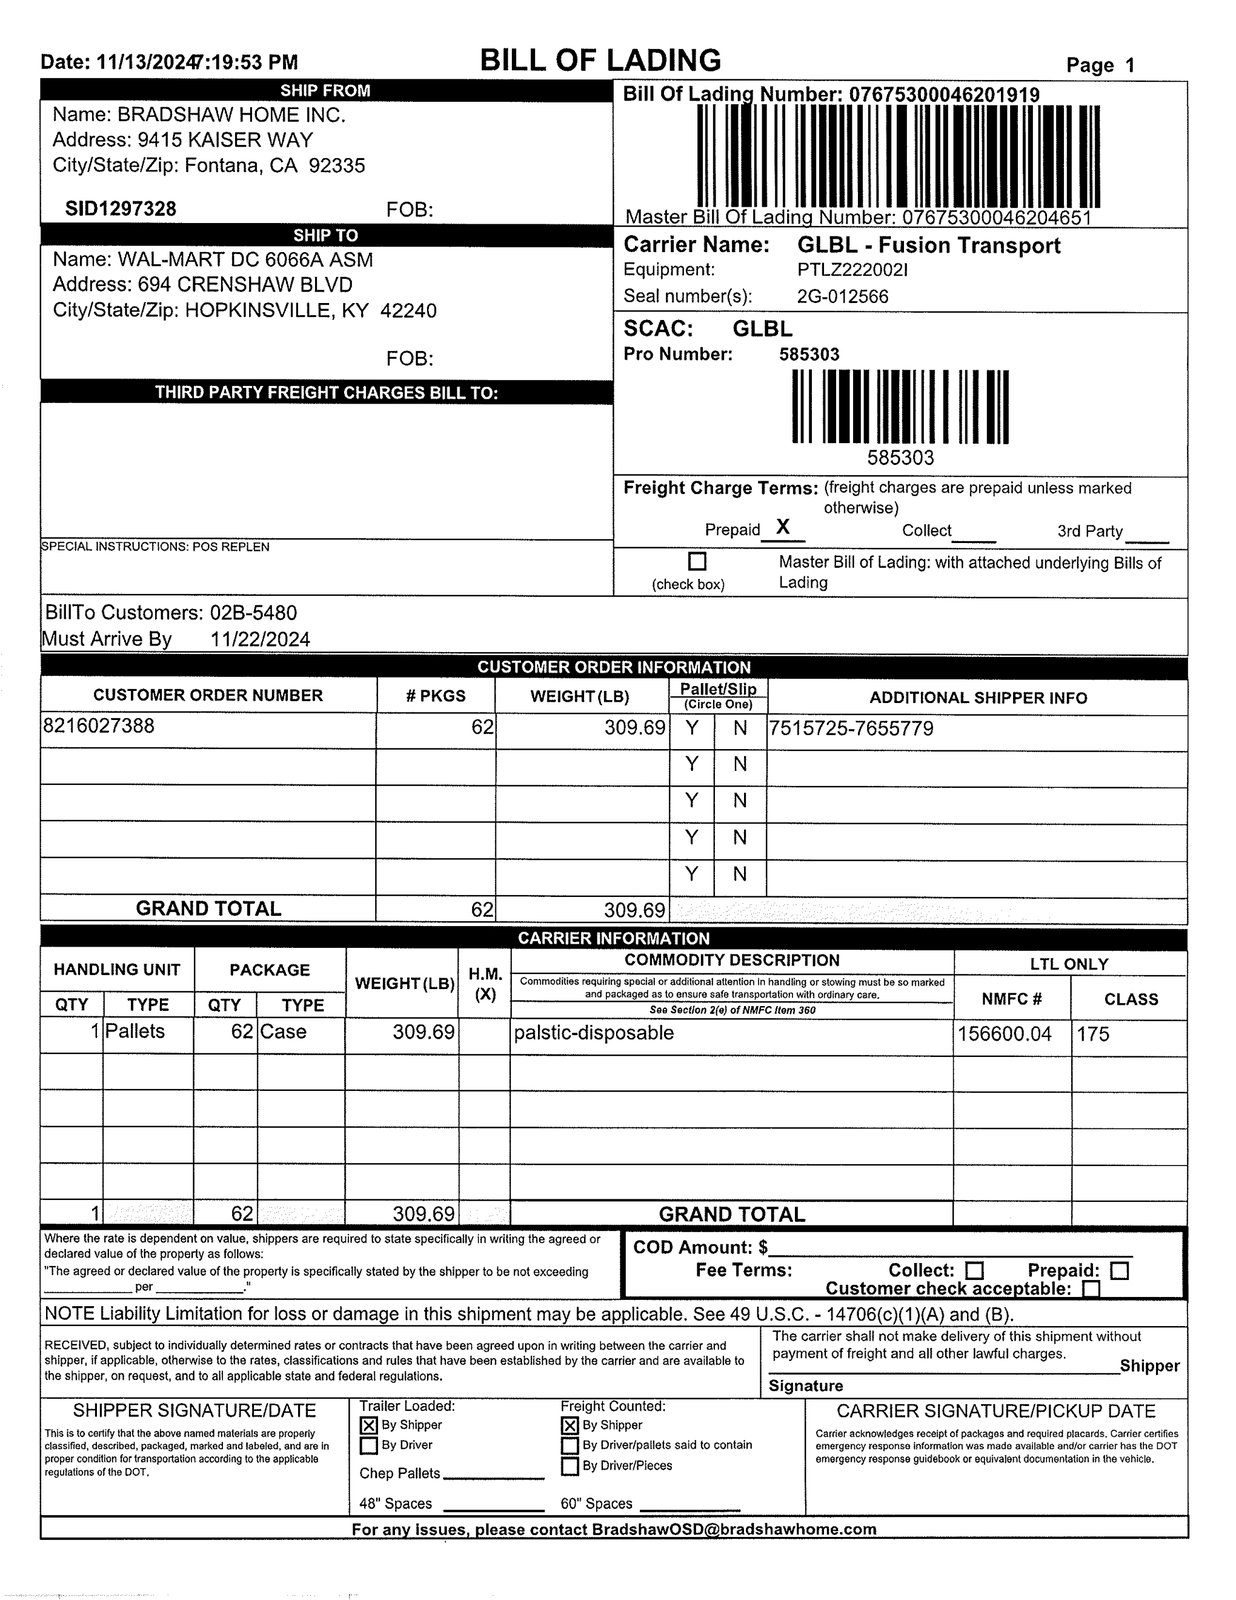 Date: 11/13/2024 7:19:53 PM
BILL OF LADING
Page 1
SHIP FROM
Name: BRADSHAW HOME INC.
Address: 9415 KAISER WAY
City/State/Zip: Fontana, CA 92335
SID1297328 FOB:
Bill Of Lading Number: 07675300046201919
Master Bill Of Lading Number: 07675300046204651
SHIP TO
Name: WAL-MART DC 6066A ASM
Address: 694 CRENSHAW BLVD
City/State/Zip: HOPKINSVILLE, KY 42240
FOB:
Carrier Name: GLBL - Fusion Transport
Equipment: PTLZ222002I
Seal number(s): 2G-012566
SCAC: GLBL
Pro Number: 585303
585303
THIRD PARTY FREIGHT CHARGES BILL TO:
Freight Charge Terms: (freight charges are prepaid unless marked
otherwise)
Prepaid X Collect____ 3rd Party____
SPECIAL INSTRUCTIONS: POS REPLEN
(check box)
Master Bill of Lading: with attached underlying Bills of
Lading
BillTo Customers: 02B-5480
Must Arrive By 11/22/2024
CUSTOMER ORDER INFORMATION
CUSTOMER ORDER NUMBER # PKGS WEIGHT(LB) Pallet/Slip (Circle One) ADDITIONAL SHIPPER INFO
8216027388 62 309.69 Y N 7515725-7655779
Y N
Y N
Y N
Y N
GRAND TOTAL 62 309.69
CARRIER INFORMATION
HANDLING UNIT PACKAGE WEIGHT(LB) H.M. (X) COMMODITY DESCRIPTION LTL ONLY
Commodities requiring special or additional attention in handling or stowing must be so marked
and packaged as to ensure safe transportation with ordinary care.
See Section 2(e) of NMFC Item 360
QTY TYPE QTY TYPE NMFC # CLASS
1 Pallets 62 Case 309.69 palstic-disposable 156600.04 175
1 62 309.69 GRAND TOTAL
Where the rate is dependent on value, shippers are required to state specifically in writing the agreed or
declared value of the property as follows:
"The agreed or declared value of the property is specifically stated by the shipper to be not exceeding
____________ per ____________."
COD Amount: $____________
Fee Terms: Collect: Prepaid:
Customer check acceptable:
NOTE Liability Limitation for loss or damage in this shipment may be applicable. See 49 U.S.C. - 14706(c)(1)(A) and (B).
RECEIVED, subject to individually determined rates or contracts that have been agreed upon in writing between the carrier and
shipper, if applicable, otherwise to the rates, classifications and rules that have been established by the carrier and are available to
the shipper, on request, and to all applicable state and federal regulations.
The carrier shall not make delivery of this shipment without
payment of freight and all other lawful charges.
____________Shipper
Signature
SHIPPER SIGNATURE/DATE
This is to certify that the above named materials are properly
classified, described, packaged, marked and labeled, and are in
proper condition for transportation according to the applicable
regulations of the DOT.
Trailer Loaded:
X By Shipper
By Driver
Chep Pallets____________
48" Spaces ____________
Freight Counted:
X By Shipper
By Driver/pallets said to contain
By Driver/Pieces
60" Spaces ____________
CARRIER SIGNATURE/PICKUP DATE
Carrier acknowledges receipt of packages and required placards. Carrier certifies
emergency response information was made available and/or carrier has the DOT
emergency response guidebook or equivalent documentation in the vehicle.
For any issues, please contact BradshawOSD@bradshawhome.com